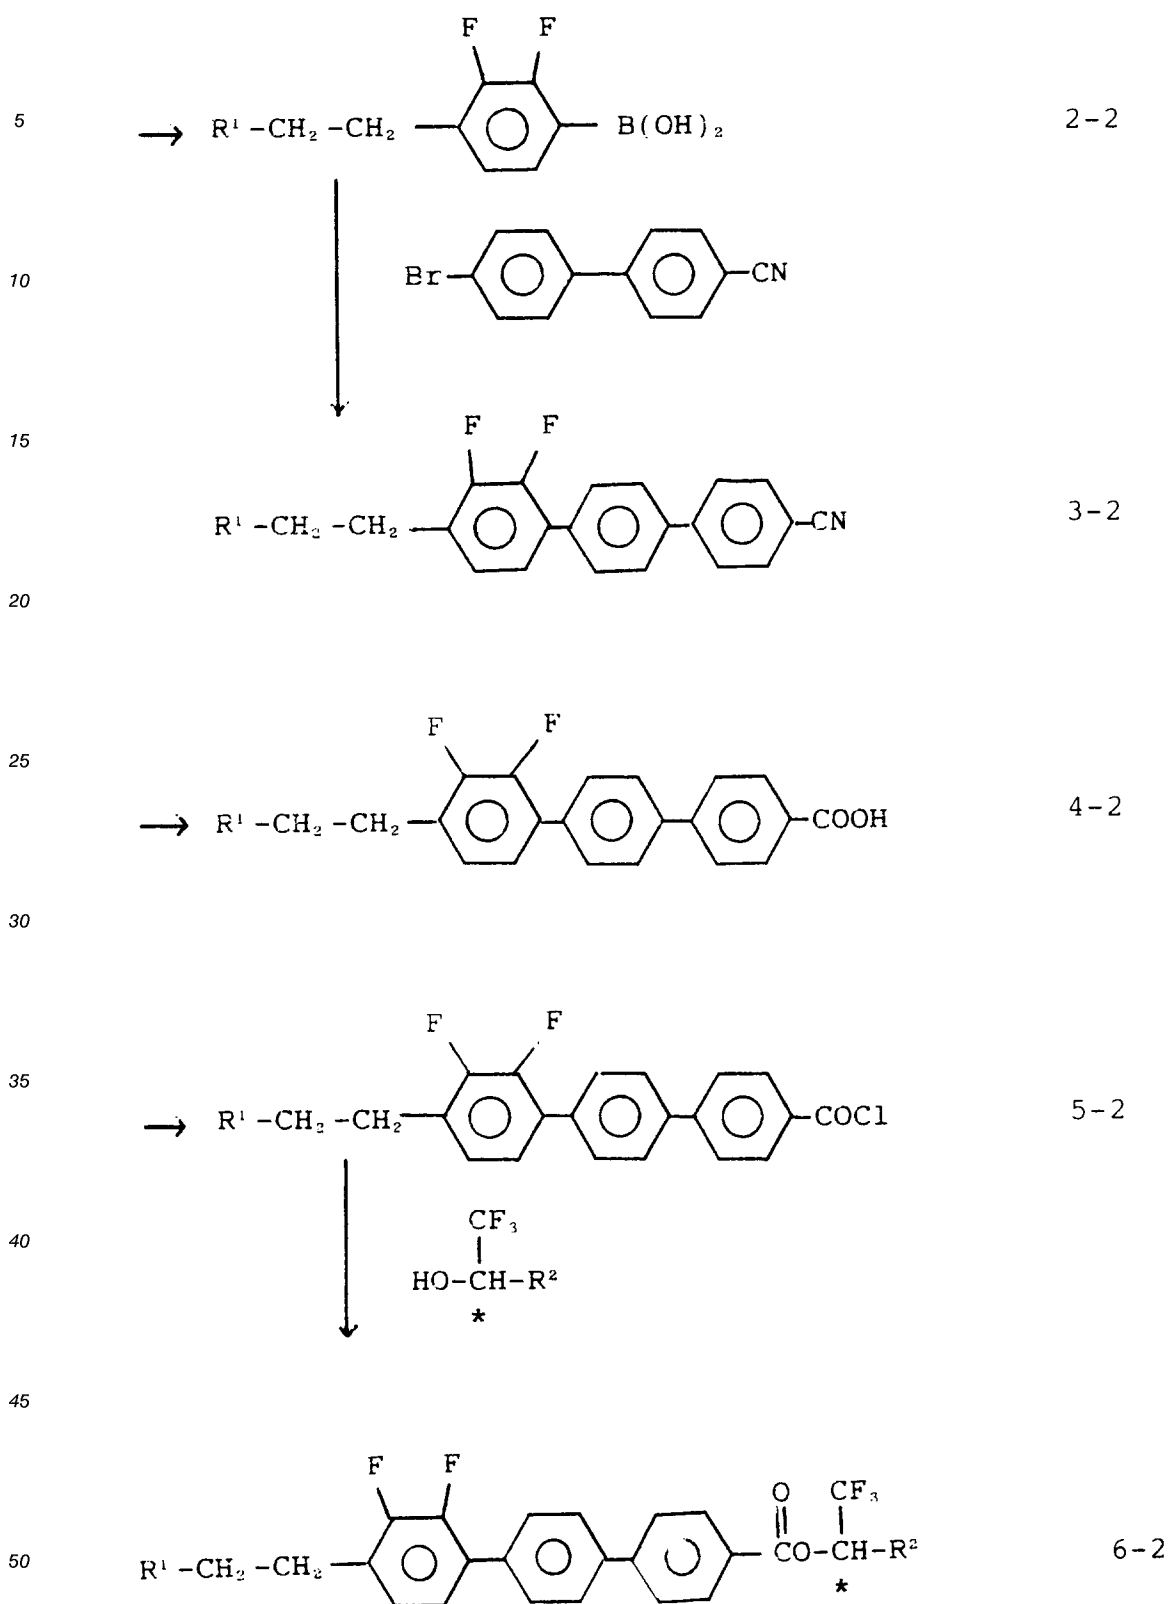 F F
5 → R¹-CH₂-CH₂ B(OH)₂ 2-2
10 Br CN
15 F F
R¹-CH₂-CH₂ CN 3-2
20
F F
25 → R¹-CH₂-CH₂ COOH 4-2
30
F F
35 → R¹-CH₂-CH₂ COCl 5-2
40 CF₃
HO-CH-R²
*
45
F F O CF₃
50 R¹-CH₂-CH₂ CO-CH-R² 6-2
*